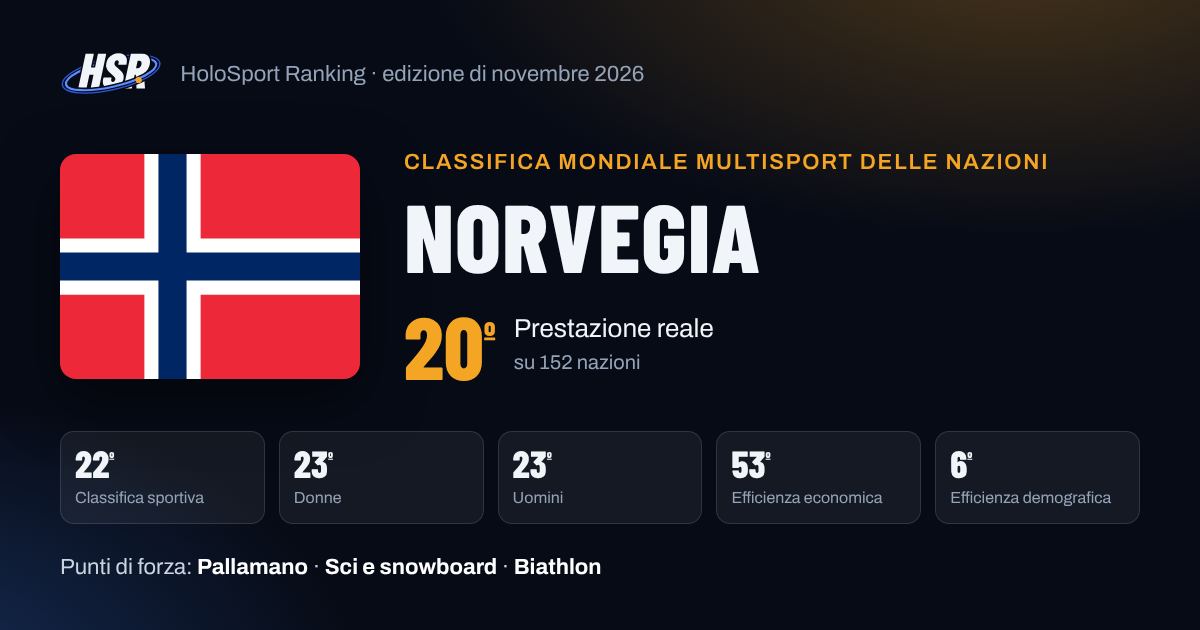 HSR
HoloSport Ranking · edizione di novembre 2026
CLASSIFICA MONDIALE MULTISPORT DELLE NAZIONI
NORVEGIA
20º
Prestazione reale
su 152 nazioni
22º
Classifica sportiva
23º
Donne
23º
Uomini
53º
Efficienza economica
6º
Efficienza demografica
Punti di forza: Pallamano · Sci e snowboard · Biathlon